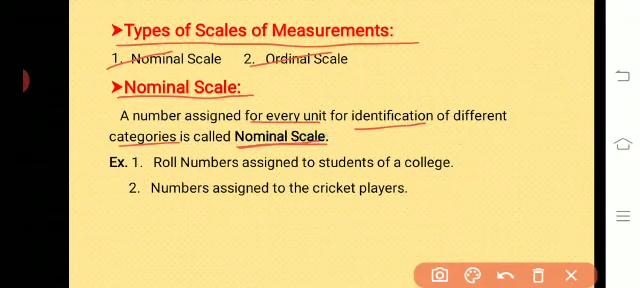 ➤Types of Scales of Measurements:
1. Nominal Scale 2. Ordinal Scale
➤Nominal Scale:
A number assigned for every unit for identification of different
categories is called Nominal Scale.
Ex. 1. Roll Numbers assigned to students of a college.
2. Numbers assigned to the cricket players.